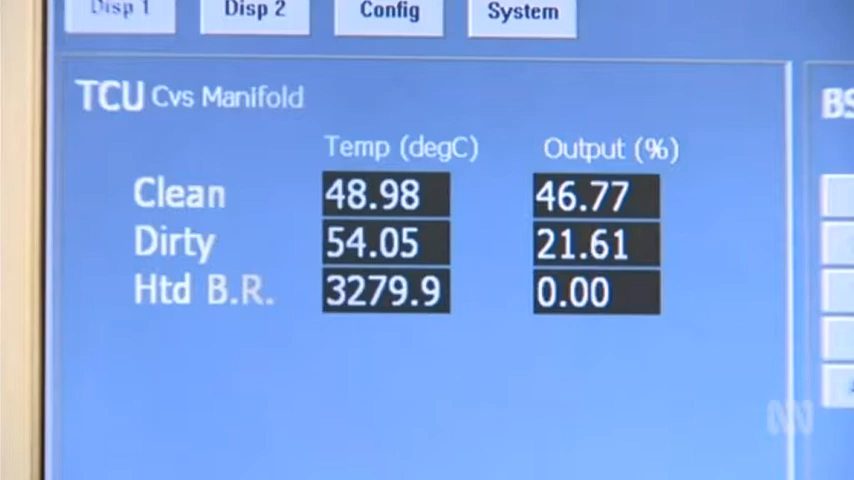 Disp 1 Disp 2 Config System
TCU Cvs Manifold
Temp (degC) Output (%)
Clean 48.98 46.77
Dirty 54.05 21.61
Htd B.R. 3279.9 0.00